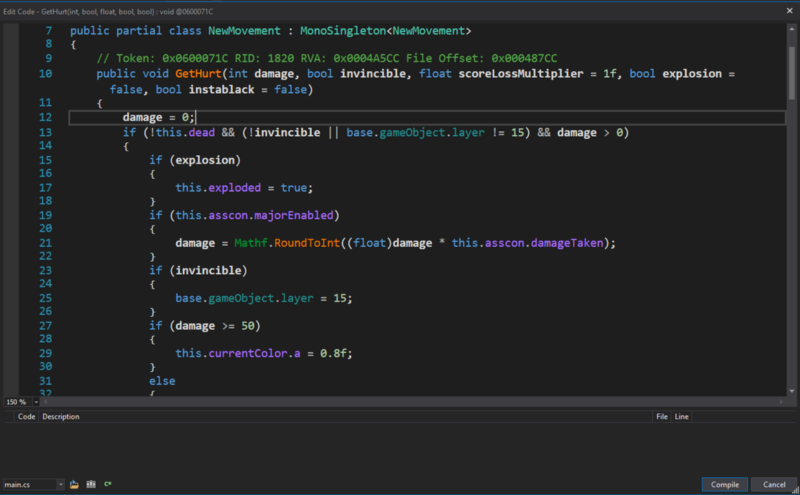 Edit Code - GetHurt(int, bool, float, bool, bool) : void @0600071C
7 public partial class NewMovement : MonoSingleton<NewMovement>
8 {
9 // Token: 0x0600071C RID: 1820 RVA: 0x0004A5CC File Offset: 0x000487CC
10 public void GetHurt(int damage, bool invincible, float scoreLossMultiplier = 1f, bool explosion =
false, bool instablack = false)
11 {
12 damage = 0;
13 if (!this.dead && (!invincible || base.gameObject.layer != 15) && damage > 0)
14 {
15 if (explosion)
16 {
17 this.exploded = true;
18 }
19 if (this.asscon.majorEnabled)
20 {
21 damage = Mathf.RoundToInt((float)damage * this.asscon.damageTaken);
22 }
23 if (invincible)
24 {
25 base.gameObject.layer = 15;
26 }
27 if (damage >= 50)
28 {
29 this.currentColor.a = 0.8f;
30 }
31 else
32 {
150 %
Code Description File Line
main.cs C# Compile Cancel